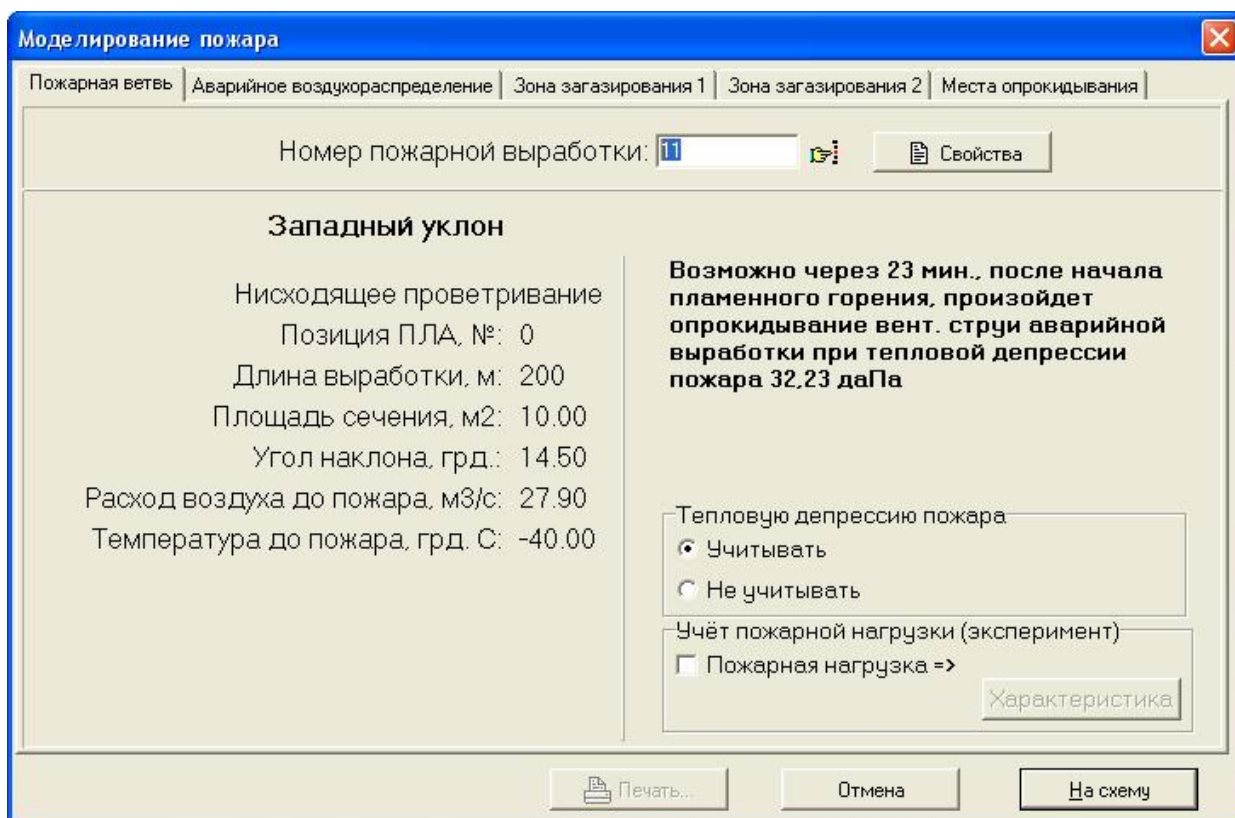 Моделирование пожара
Пожарная ветвь Аварийное воздухораспределение Зона загазирования 1 Зона загазирования 2 Места опрокидывания
Номер пожарной выработки: 11 Свойства
Западный уклон
Нисходящее проветривание
Позиция ПЛА, №: 0
Длина выработки, м: 200
Площадь сечения, м2: 10.00
Угол наклона, грд.: 14.50
Расход воздуха до пожара, м3/с: 27.90
Температура до пожара, грд. С: -40.00
Возможно через 23 мин., после начала
пламенного горения, произойдет
опрокидывание вент. струи аварийной
выработки при тепловой депрессии
пожара 32,23 даПа
Тепловую депрессию пожара
Учитывать
Не учитывать
Учёт пожарной нагрузки (эксперимент)
Пожарная нагрузка =>
Характеристика
Печать... Отмена На схему